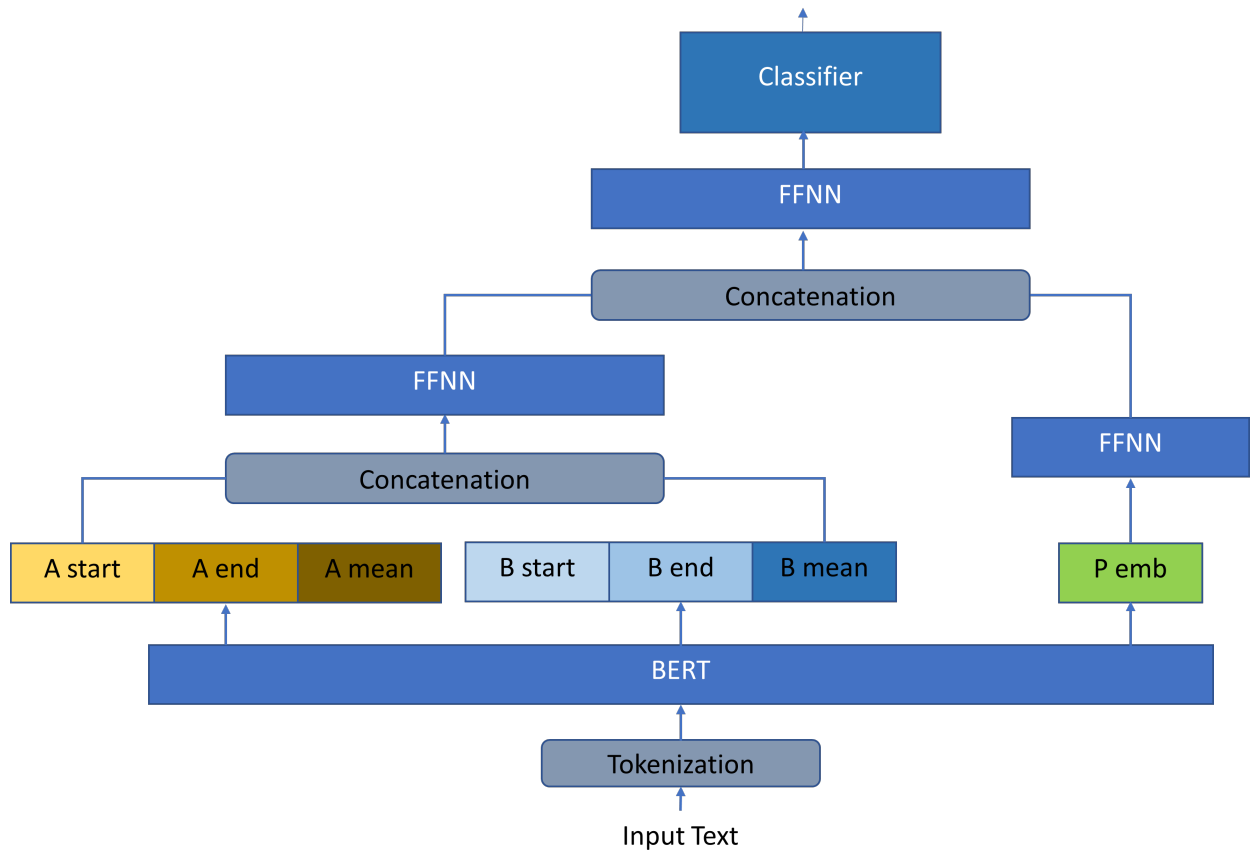 Classifier
FFNN
Concatenation
FFNN
FFNN
Concatenation
A start A end A mean B start B end B mean P emb
BERT
Tokenization
Input Text